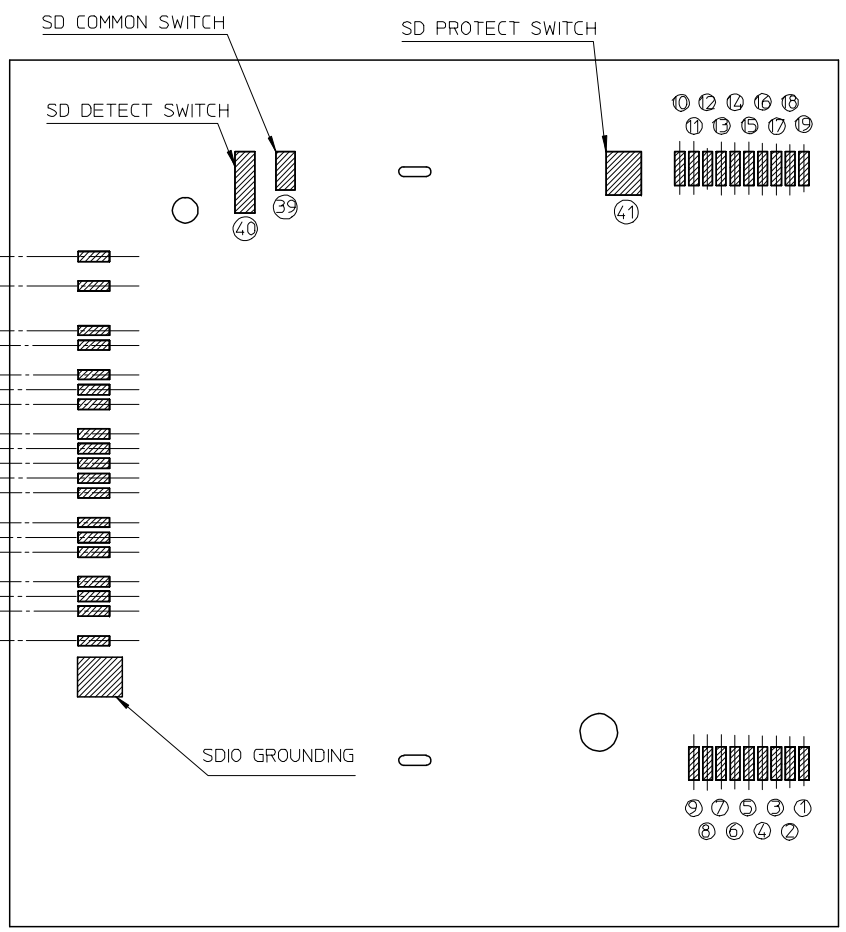 SD COMMON SWITCH
SD PROTECT SWITCH
SD DETECT SWITCH
10 12 14 16 18
11 13 15 17 19
39
40
41
SDIO GROUNDING
9 7 5 3 1
8 6 4 2